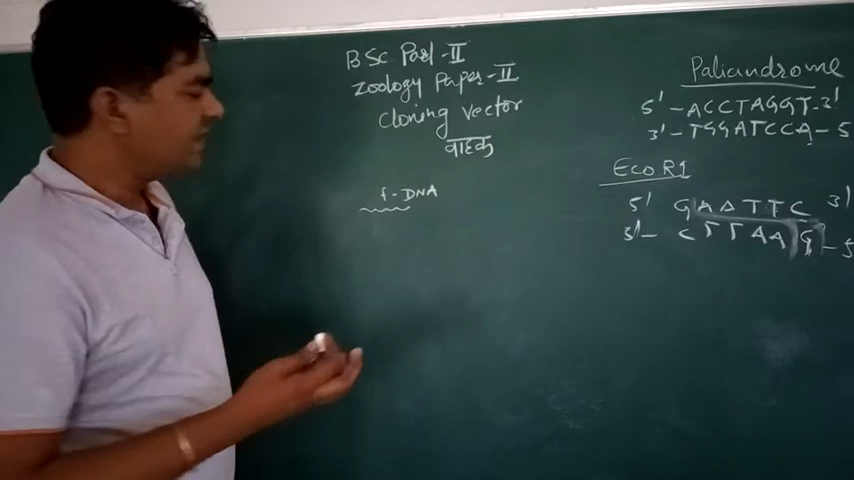 BSc Part-II
Zoology Paper-II
Cloning Vector
वाहक
f-DNA
Paliandrome
5'-ACCTAGGT-3'
3'-TGGATCCA-5
EcoR1
5' GAATTC 3'
3'- CTTAAG-5